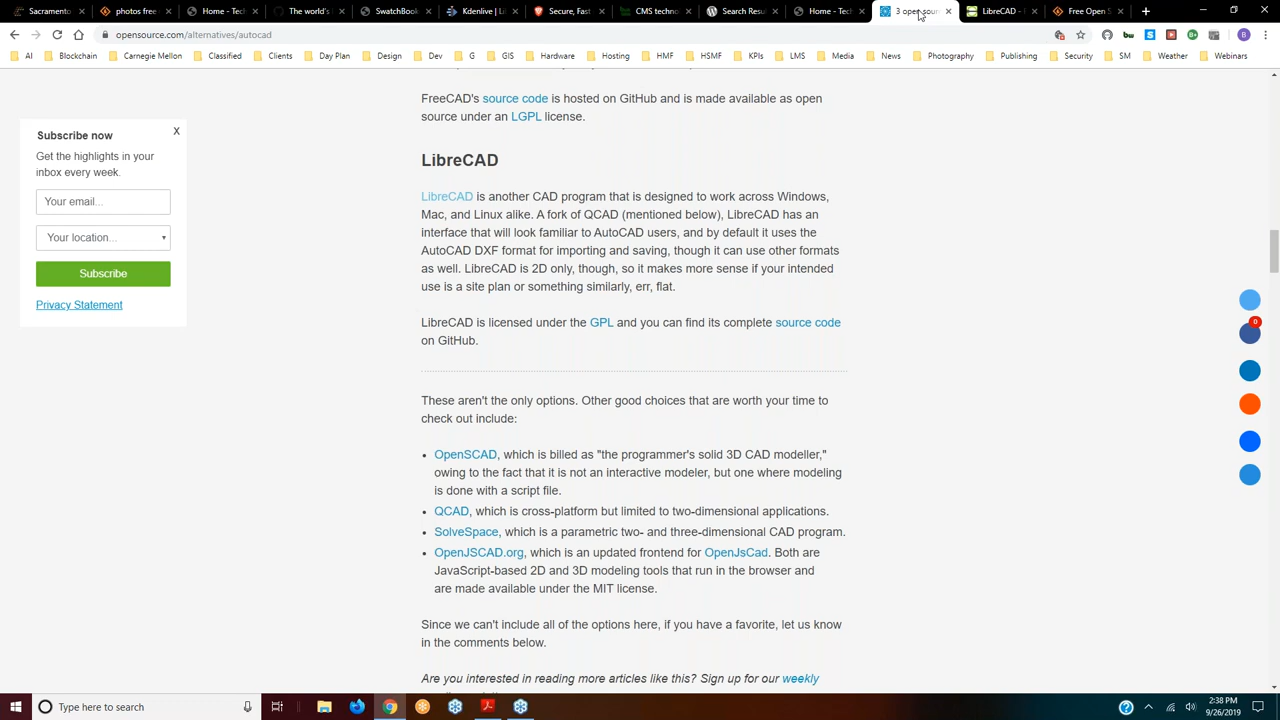 Sacramento
photos free
Home - Tech
The world's
SwatchBook
Kdenlive | Li
Secure, Fast
CMS techno
Search Resu
Home - Tech
3 open sour
LibreCAD -
Free Open S
opensource.com/alternatives/autocad
B
AI
Blockchain
Carnegie Mellon
Classified
Clients
Day Plan
Design
Dev
G
GIS
Hardware
Hosting
HMF
HSMF
KPIs
LMS
Media
News
Photography
Publishing
Security
SM
Weather
Webinars
FreeCAD's source code is hosted on GitHub and is made available as open
source under an LGPL license.
Subscribe now
X
Get the highlights in your
inbox every week.
Your email...
Your location...
Subscribe
Privacy Statement
LibreCAD
LibreCAD is another CAD program that is designed to work across Windows,
Mac, and Linux alike. A fork of QCAD (mentioned below), LibreCAD has an
interface that will look familiar to AutoCAD users, and by default it uses the
AutoCAD DXF format for importing and saving, though it can use other formats
as well. LibreCAD is 2D only, though, so it makes more sense if your intended
use is a site plan or something similarly, err, flat.
LibreCAD is licensed under the GPL and you can find its complete source code
on GitHub.
0
These aren't the only options. Other good choices that are worth your time to
check out include:
• OpenSCAD, which is billed as "the programmer's solid 3D CAD modeller,"
owing to the fact that it is not an interactive modeler, but one where modeling
is done with a script file.
• QCAD, which is cross-platform but limited to two-dimensional applications.
• SolveSpace, which is a parametric two- and three-dimensional CAD program.
• OpenJSCAD.org, which is an updated frontend for OpenJsCad. Both are
JavaScript-based 2D and 3D modeling tools that run in the browser and
are made available under the MIT license.
Since we can't include all of the options here, if you have a favorite, let us know
in the comments below.
Are you interested in reading more articles like this? Sign up for our weekly
Type here to search
2:38 PM
9/26/2019